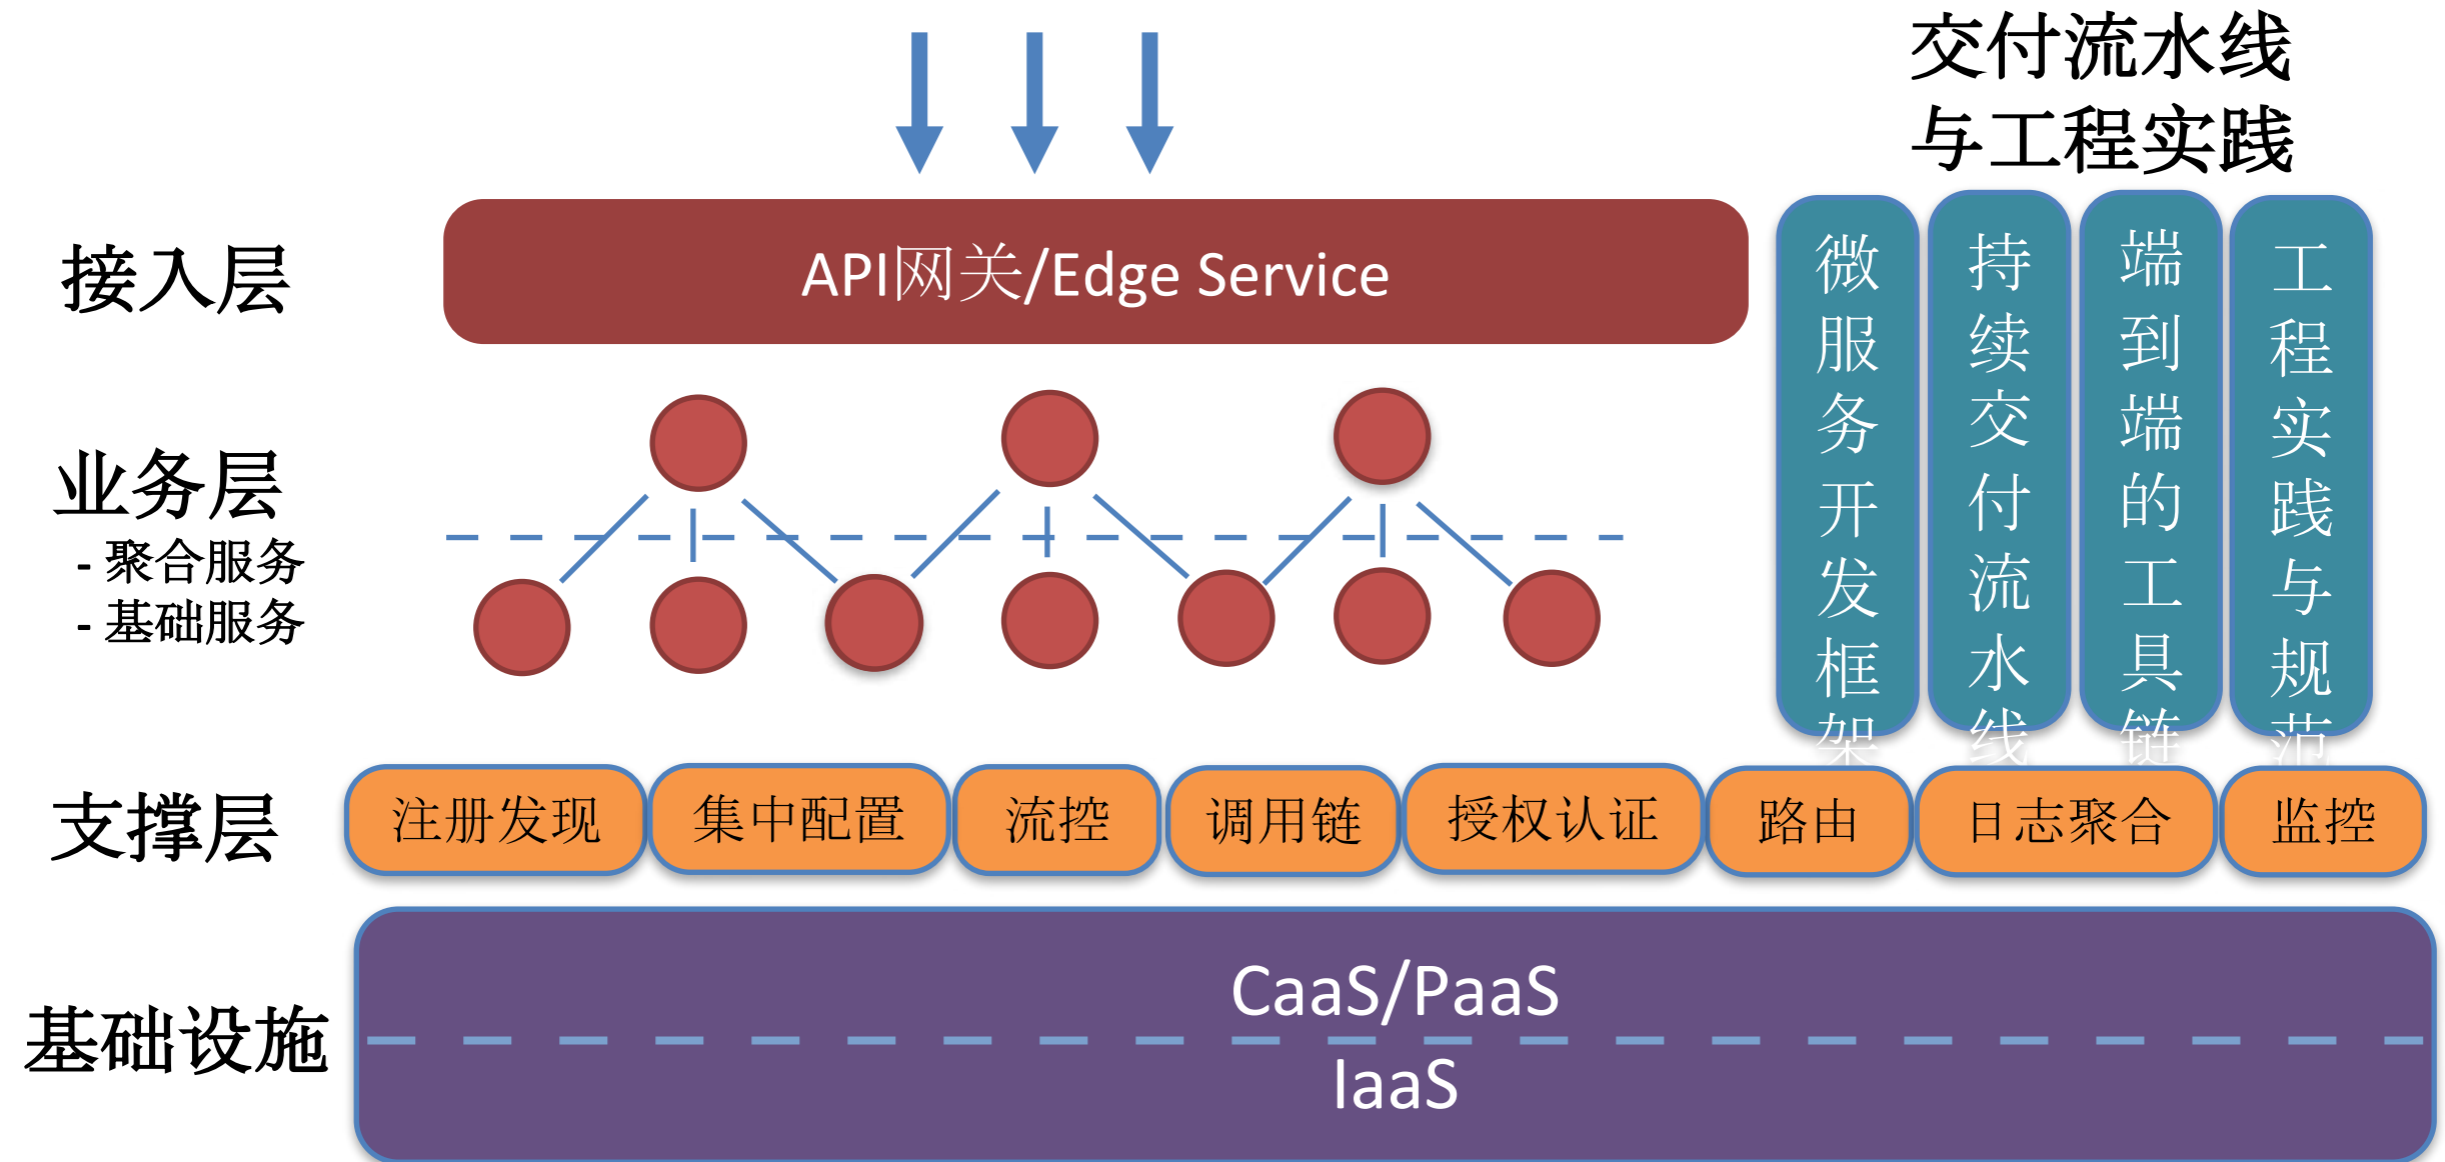 交付流水线
与工程实践
接入层
API网关/Edge Service
业务层
- 聚合服务
- 基础服务
微服务开发框架
持续交付流水线
端到端的工具链
工程实践与规范
支撑层
注册发现
集中配置
流控
调用链
授权认证
路由
日志聚合
监控
基础设施
CaaS/PaaS
IaaS